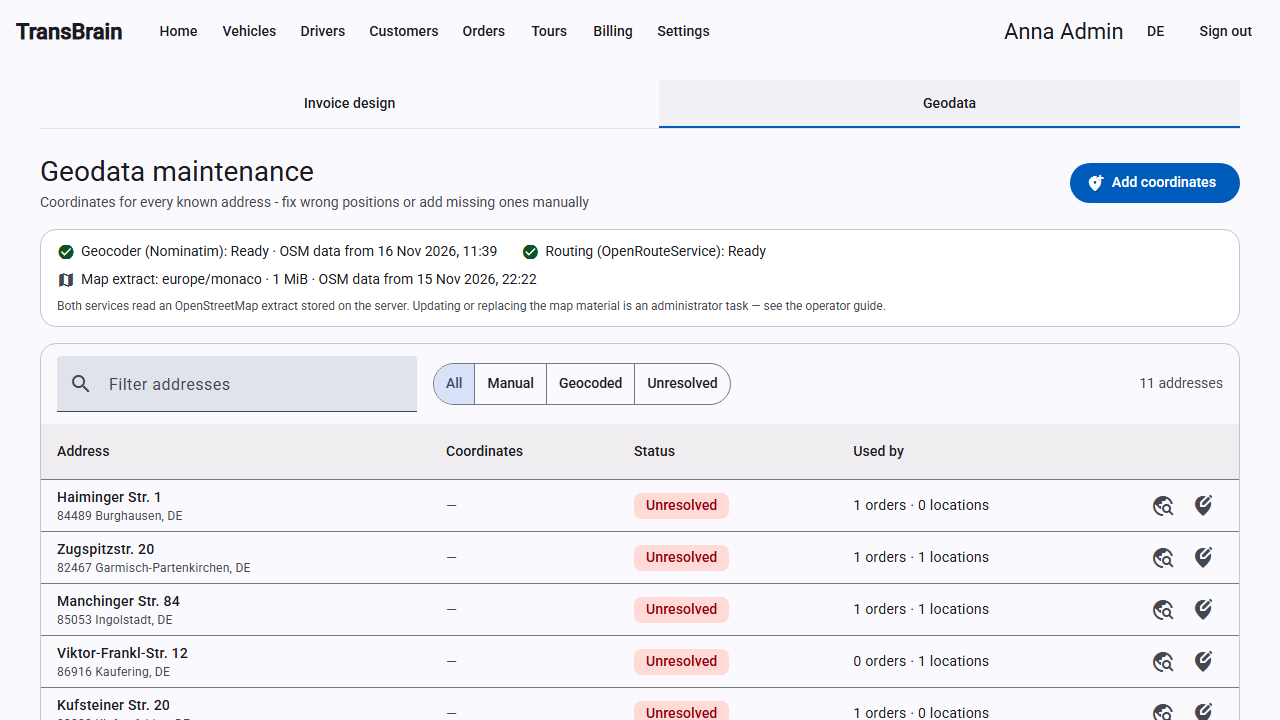 TransBrain Home Vehicles Drivers Customers Orders Tours Billing Settings Anna Admin DE Sign out
Invoice design Geodata
Geodata maintenance
Coordinates for every known address - fix wrong positions or add missing ones manually
Add coordinates
Geocoder (Nominatim): Ready · OSM data from 16 Nov 2026, 11:39 Routing (OpenRouteService): Ready
Map extract: europe/monaco · 1 MiB · OSM data from 15 Nov 2026, 22:22
Both services read an OpenStreetMap extract stored on the server. Updating or replacing the map material is an administrator task — see the operator guide.
Filter addresses All Manual Geocoded Unresolved 11 addresses
Address Coordinates Status Used by
Haiminger Str. 1
84489 Burghausen, DE
— Unresolved 1 orders · 0 locations
Zugspitzstr. 20
82467 Garmisch-Partenkirchen, DE
— Unresolved 1 orders · 1 locations
Manchinger Str. 84
85053 Ingolstadt, DE
— Unresolved 1 orders · 1 locations
Viktor-Frankl-Str. 12
86916 Kaufering, DE
— Unresolved 0 orders · 1 locations
Kufsteiner Str. 20
— Unresolved 1 orders · 0 locations